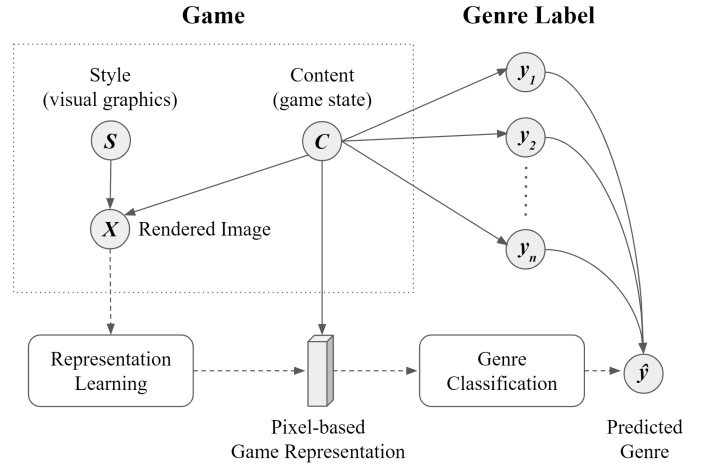 Game
Genre Label
Style
(visual graphics)
Content
(game state)
S
C
X
Rendered Image
y1
y2
yn
Representation
Learning
Pixel-based
Game Representation
Genre
Classification
ŷ
Predicted
Genre